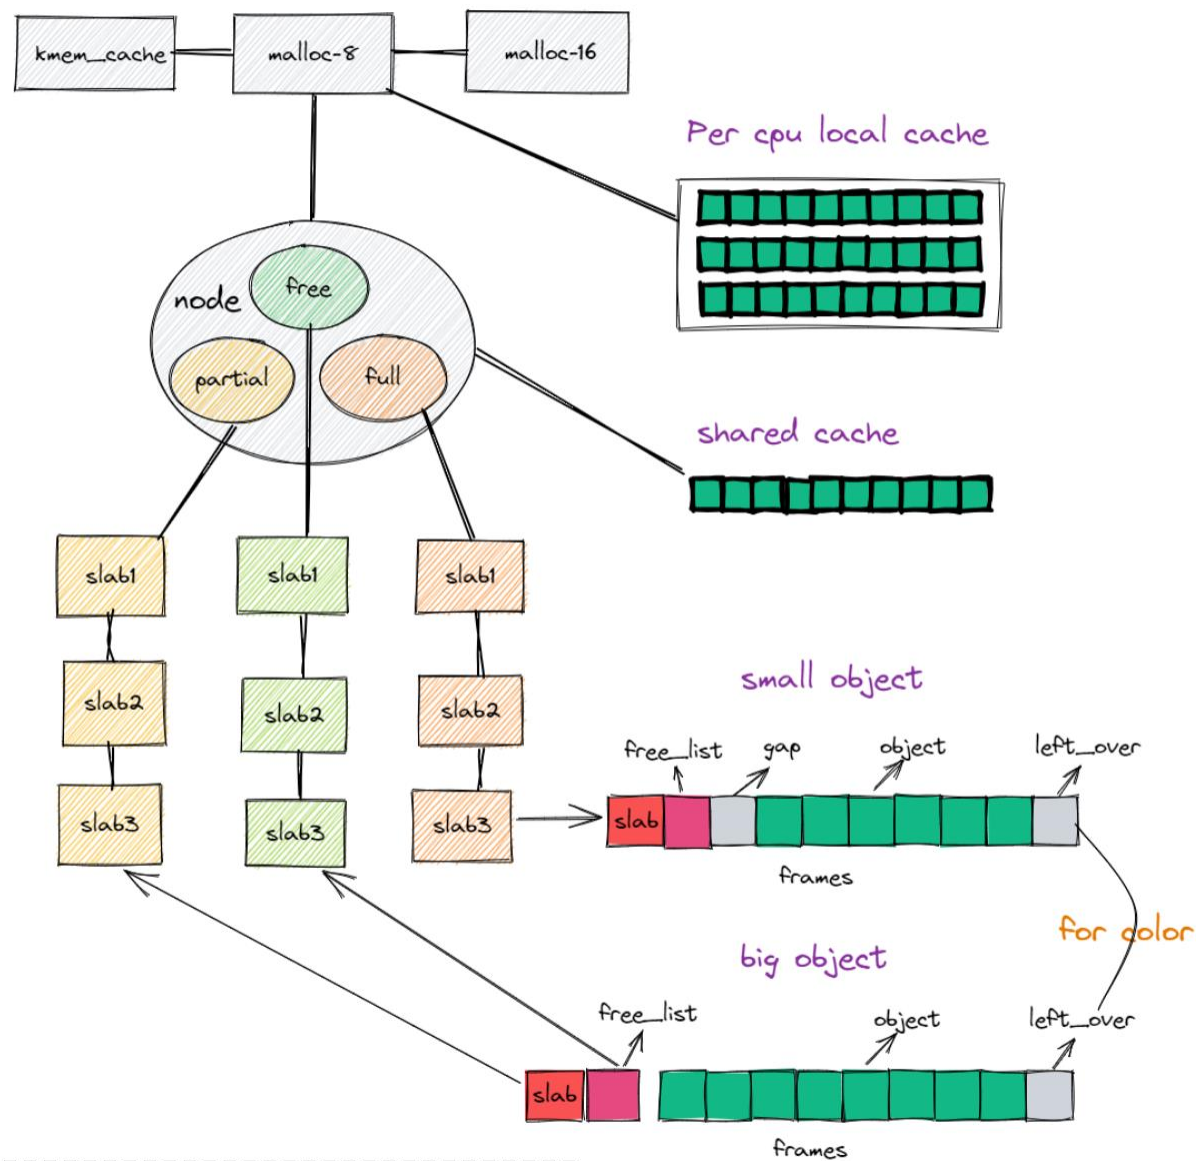 kmem_cache
malloc-8
malloc-16
Per cpu local cache
node
free
partial
full
shared cache
slab1
slab1
slab1
slab2
slab2
slab2
slab3
slab3
slab3
small object
free_list
gap
object
left_over
slab
frames
for color
big object
free_list
object
left_over
slab
frames